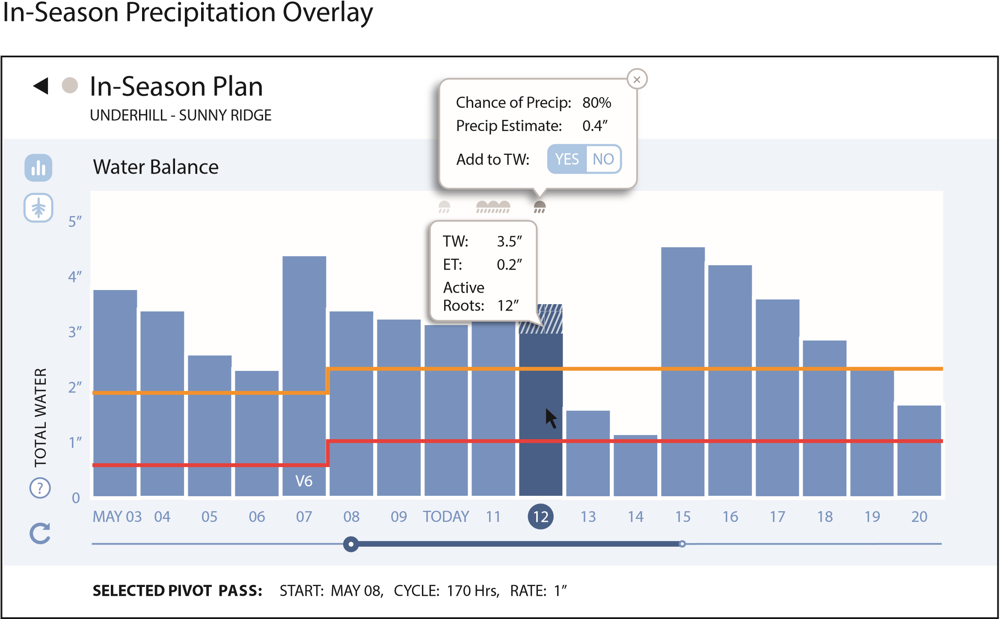 In-Season Precipitation Overlay
In-Season Plan
UNDERHILL - SUNNY RIDGE
Chance of Precip: 80%
Precip Estimate: 0.4”
Add to TW: YES NO
Water Balance
TW: 3.5”
ET: 0.2”
Active
Roots: 12”
5”
4”
3”
2”
1”
0
TOTAL WATER
?
V6
MAY 03 04 05 06 07 08 09 TODAY 11 12 13 14 15 16 17 18 19 20
SELECTED PIVOT PASS: START: MAY 08, CYCLE: 170 Hrs, RATE: 1”